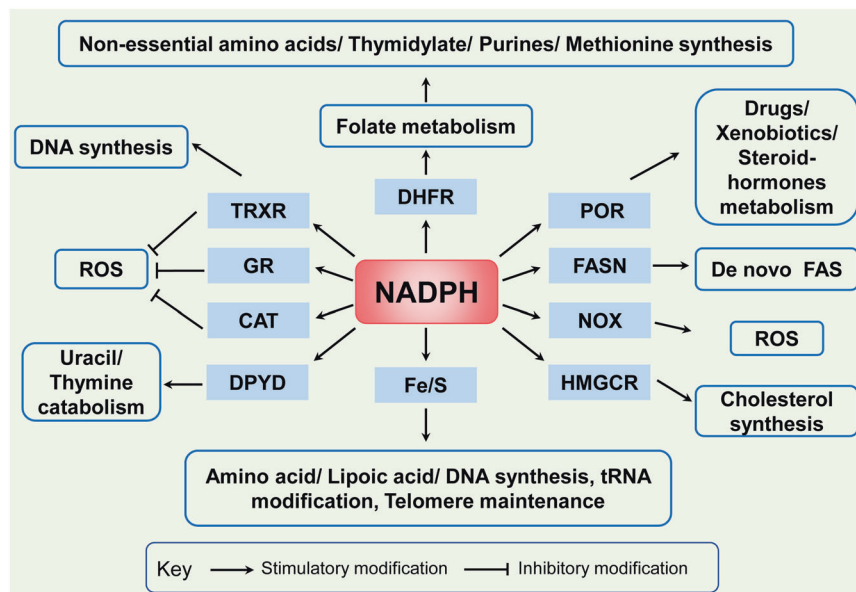 Non-essential amino acids/ Thymidylate/ Purines/ Methionine synthesis
Folate metabolism
Drugs/
Xenobiotics/
Steroid-
hormones
metabolism
DNA synthesis
DHFR
TRXR
POR
ROS
GR
NADPH
FASN
De novo FAS
CAT
NOX
ROS
Uracil/
Thymine
catabolism
DPYD
Fe/S
HMGCR
Cholesterol
synthesis
Amino acid/ Lipoic acid/ DNA synthesis, tRNA
modification, Telomere maintenance
Key
Stimulatory modification
Inhibitory modification